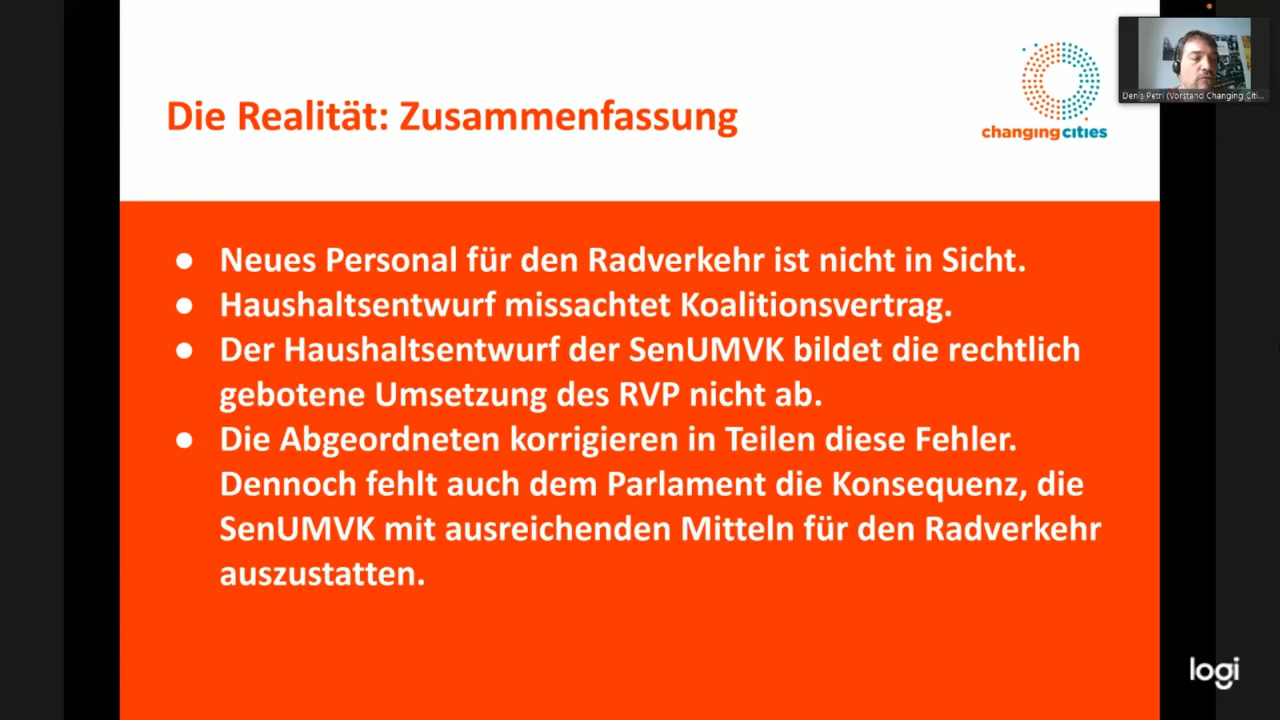 Die Realität: Zusammenfassung
changingcities
Denis Petri (Vorstand Changing Citi...
● Neues Personal für den Radverkehr ist nicht in Sicht.
● Haushaltsentwurf missachtet Koalitionsvertrag.
● Der Haushaltsentwurf der SenUMVK bildet die rechtlich
gebotene Umsetzung des RVP nicht ab.
● Die Abgeordneten korrigieren in Teilen diese Fehler.
Dennoch fehlt auch dem Parlament die Konsequenz, die
SenUMVK mit ausreichenden Mitteln für den Radverkehr
auszustatten.
logi